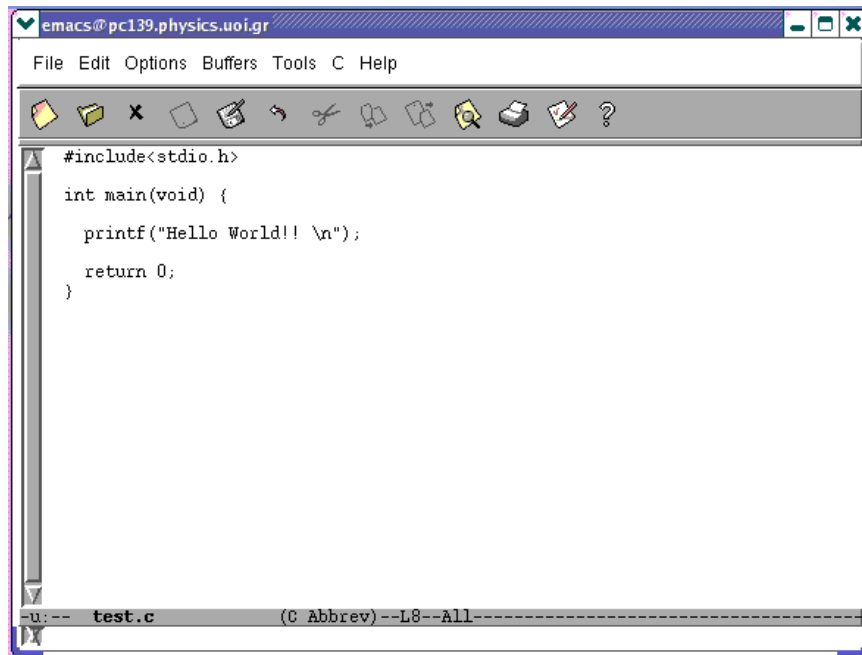 emacs@pc139.physics.uoi.gr
File Edit Options Buffers Tools C Help
#include<stdio.h>
int main(void) {
printf("Hello World!! \n");
return 0;
}
-u:-- test.c (C Abbrev)--L8--All--------------------------------------